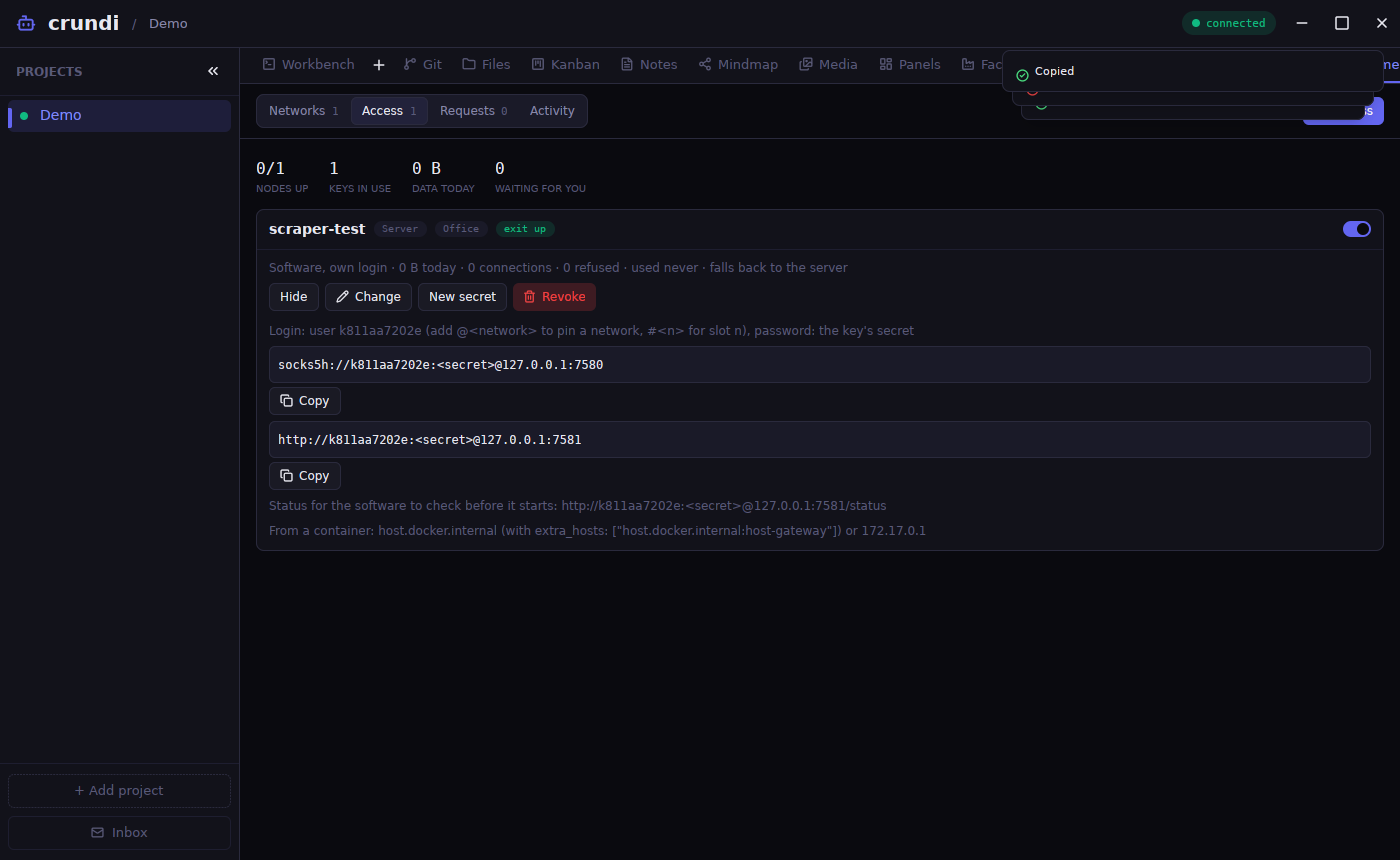 crundi / Demo
connected
PROJECTS
Workbench Git Files Kanban Notes Mindmap Media Panels
Copied
Demo
Networks 1 Access 1 Requests 0 Activity
0/1 1 0 B 0
NODES UP KEYS IN USE DATA TODAY WAITING FOR YOU
scraper-test Server Office exit up
Software, own login · 0 B today · 0 connections · 0 refused · used never · falls back to the server
Hide Change New secret Revoke
Login: user k811aa7202e (add @<network> to pin a network, #<n> for slot n), password: the key's secret
socks5h://k811aa7202e:<secret>@127.0.0.1:7580
Copy
http://k811aa7202e:<secret>@127.0.0.1:7581
Copy
Status for the software to check before it starts: http://k811aa7202e:<secret>@127.0.0.1:7581/status
From a container: host.docker.internal (with extra_hosts: ["host.docker.internal:host-gateway"]) or 172.17.0.1
+ Add project
Inbox